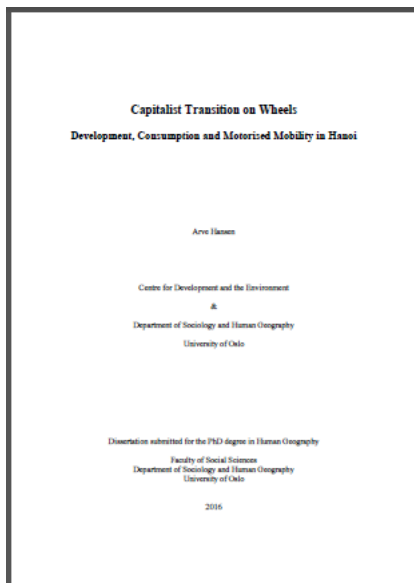 Capitalist Transition on Wheels
Development, Consumption and Motorised Mobility in Hanoi
Arve Hansen
Centre for Development and the Environment
&
Department of Sociology and Human Geography
University of Oslo
Dissertation submitted for the PhD degree in Human Geography
Faculty of Social Sciences
Department of Sociology and Human Geography
University of Oslo
2016